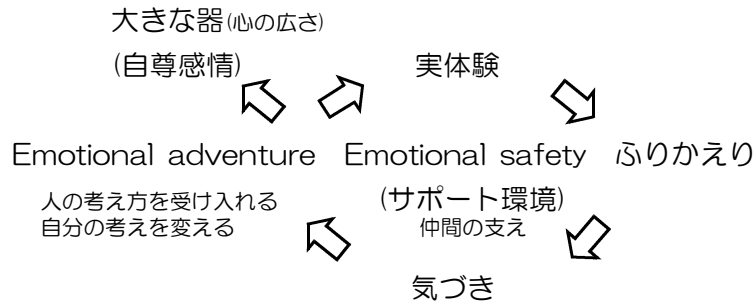 大きな器(心の広さ)
(自尊感情)
実体験
Emotional adventure
Emotional safety
ふりかえり
人の考え方を受け入れる
自分の考えを変える
(サポート環境)
仲間の支え
気づき